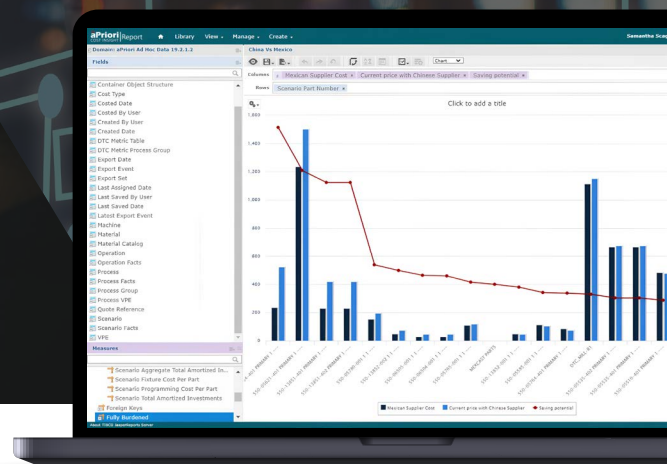 aPriori Report
COST INSIGHT
Library
View
Manage
Create
Samantha Scag
Domain: aPriori Ad Hoc Data 19.2.1.2
China Vs Mexico
Fields
Chart
Columns
Mexican Supplier Cost
Current price with Chinese Supplier
Saving potential
Rows
Scenario Part Number
Click to add a title
Container Object Structure
Cost Type
Costed Date
Costed By User
Created By User
Created Date
DTC Metric Table
DTC Metric Process Group
Export Date
Export Event
Export Set
Last Assigned Date
Last Saved By User
Last Saved Date
Latest Export Event
Machine
Material
Material Catalog
Operation
Operation Facts
Process
Process Facts
Process Group
Process VPE
Quote Reference
Scenario
Scenario Facts
VPE
Measures
Scenario Aggregate Total Amortized In...
Scenario Fixture Cost Per Part
Scenario Programming Cost Per Part
Scenario Total Amortized Investments
Foreign Keys
Fully Burdened
About TIBCO JasperReports Server
1,600
1,400
1,200
1,000
800
600
400
200
0
Mexican Supplier Cost
Current price with Chinese Supplier
Saving potential